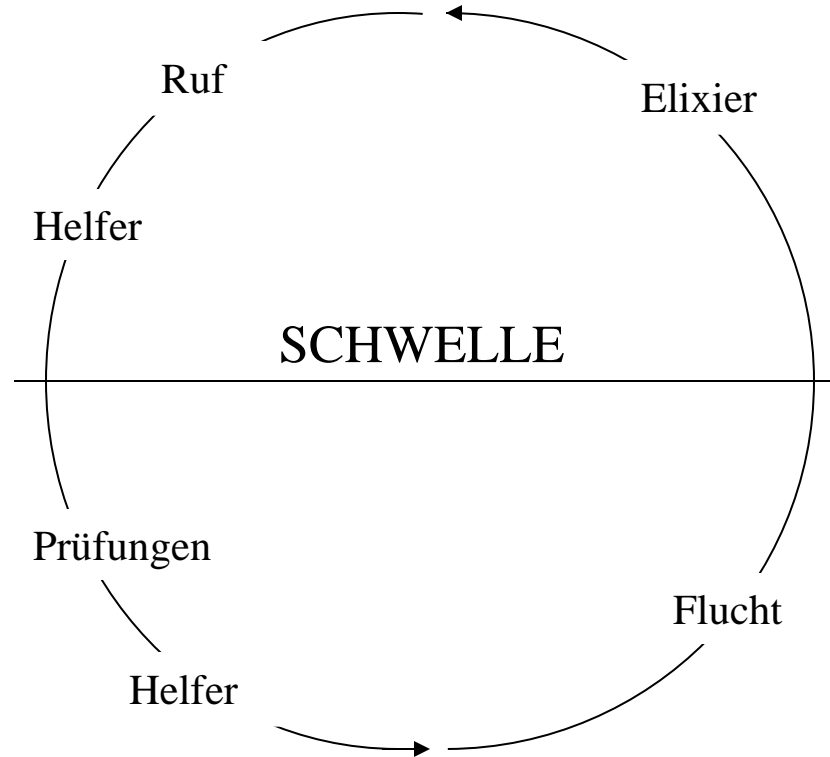 Ruf
Elixier
Helfer
SCHWELLE
Prüfungen
Flucht
Helfer